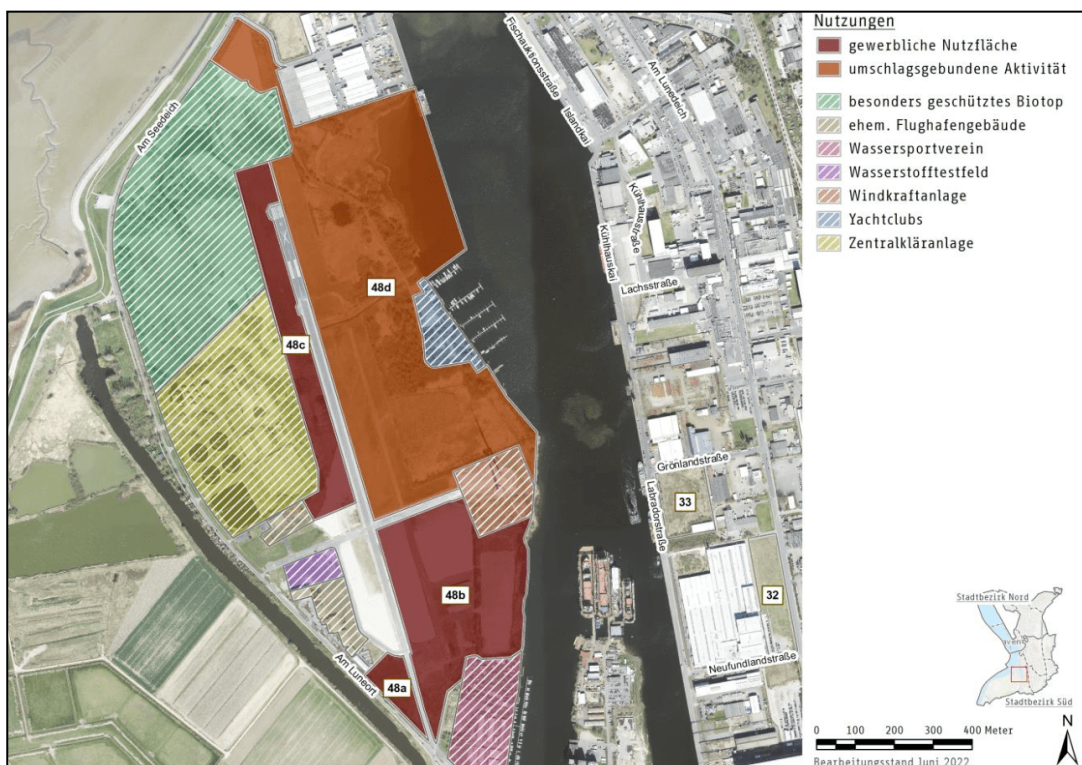 Nutzungen
gewerbliche Nutzfläche
umschlagsgebundene Aktivität
besonders geschütztes Biotop
ehem. Flughafengebäude
Wassersportverein
Wasserstofftestfeld
Windkraftanlage
Yachtclubs
Zentralkläranlage
Fischauktionsstraße
Am Lunedeich
Islandkai
Am Seedeich
Kühlhausstraße
Kühlhauskai
Lachsstraße
48d
48c
Grönlandstraße
33
Labradorstraße
48b
32
Neufundlandstraße
Am Luneort
48a
Stadtbezirk Nord
Stadtbezirk Süd
0 100 200 300 400 Meter
N
Bearbeitungsstand Juni 2022